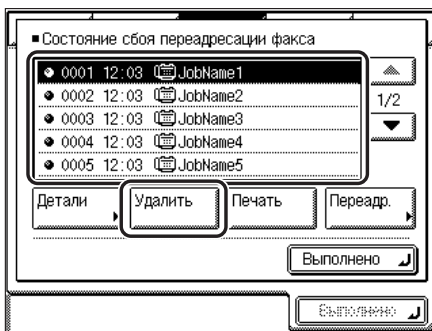 ■Состояние сбоя переадресации факса
0001 12:03 JobName1
0002 12:03 JobName2
1/2
0003 12:03 JobName3
0004 12:03 JobName4
0005 12:03 JobName5
Детали Удалить Печать Переадр.
Выполнено
Выполнено